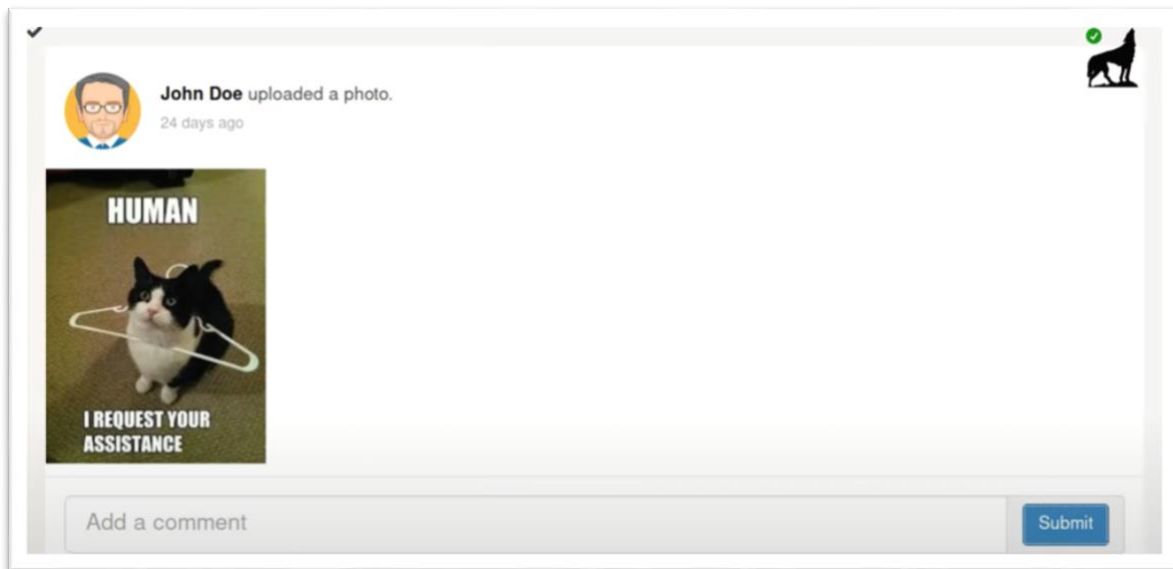 John Doe uploaded a photo.
24 days ago
HUMAN
I REQUEST YOUR
ASSISTANCE
Add a comment
Submit